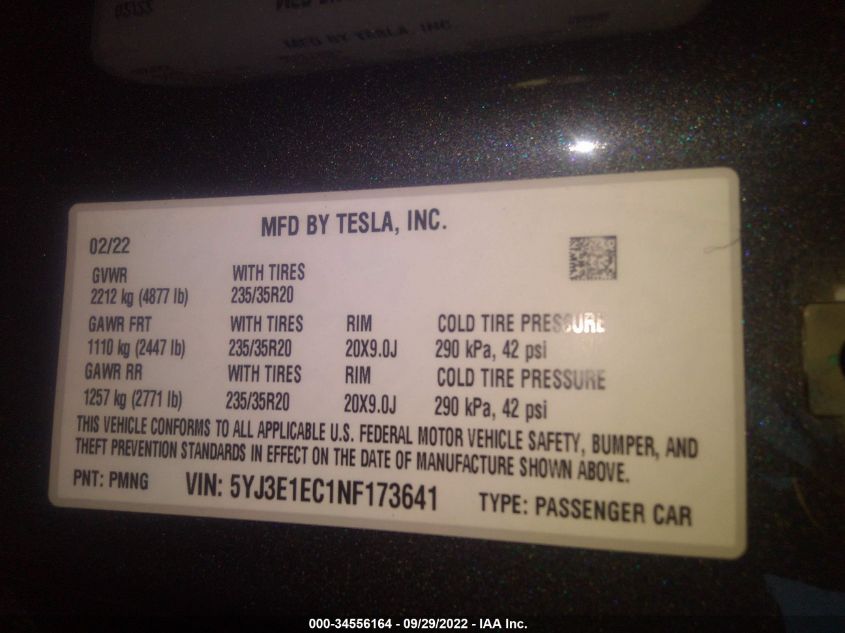 MFD BY TESLA, INC
MFD BY TESLA, INC.
02/22
GVWR WITH TIRES
2212 kg (4877 lb) 235/35R20
GAWR FRT WITH TIRES RIM COLD TIRE PRESSURE
1110 kg (2447 lb) 235/35R20 20X9.0J 290 kPa, 42 psi
GAWR RR WITH TIRES RIM COLD TIRE PRESSURE
1257 kg (2771 lb) 235/35R20 20X9.0J 290 kPa, 42 psi
THIS VEHICLE CONFORMS TO ALL APPLICABLE U.S. FEDERAL MOTOR VEHICLE SAFETY, BUMPER, AND
THEFT PREVENTION STANDARDS IN EFFECT ON THE DATE OF MANUFACTURE SHOWN ABOVE.
PNT: PMNG VIN: 5YJ3E1EC1NF173641 TYPE: PASSENGER CAR
000-34556164 - 09/29/2022 - IAA Inc.